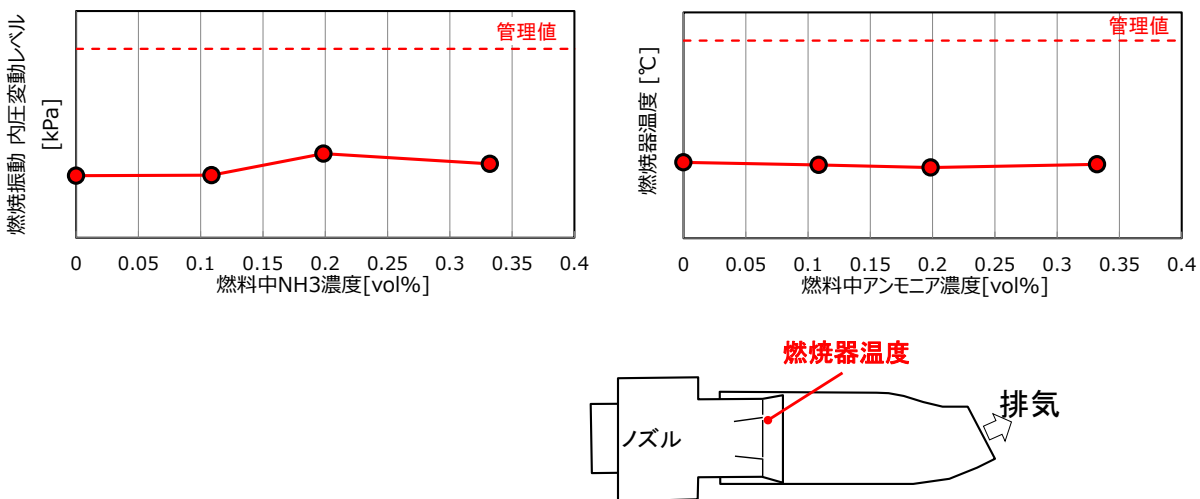 燃焼振動 内圧変動レベル
[kPa]
管理値
0 0.05 0.1 0.15 0.2 0.25 0.3 0.35 0.4
燃料中NH3濃度[vol%]
燃焼器温度 [℃]
管理値
0 0.05 0.1 0.15 0.2 0.25 0.3 0.35 0.4
燃料中アンモニア濃度[vol%]
燃焼器温度
ノズル
排気